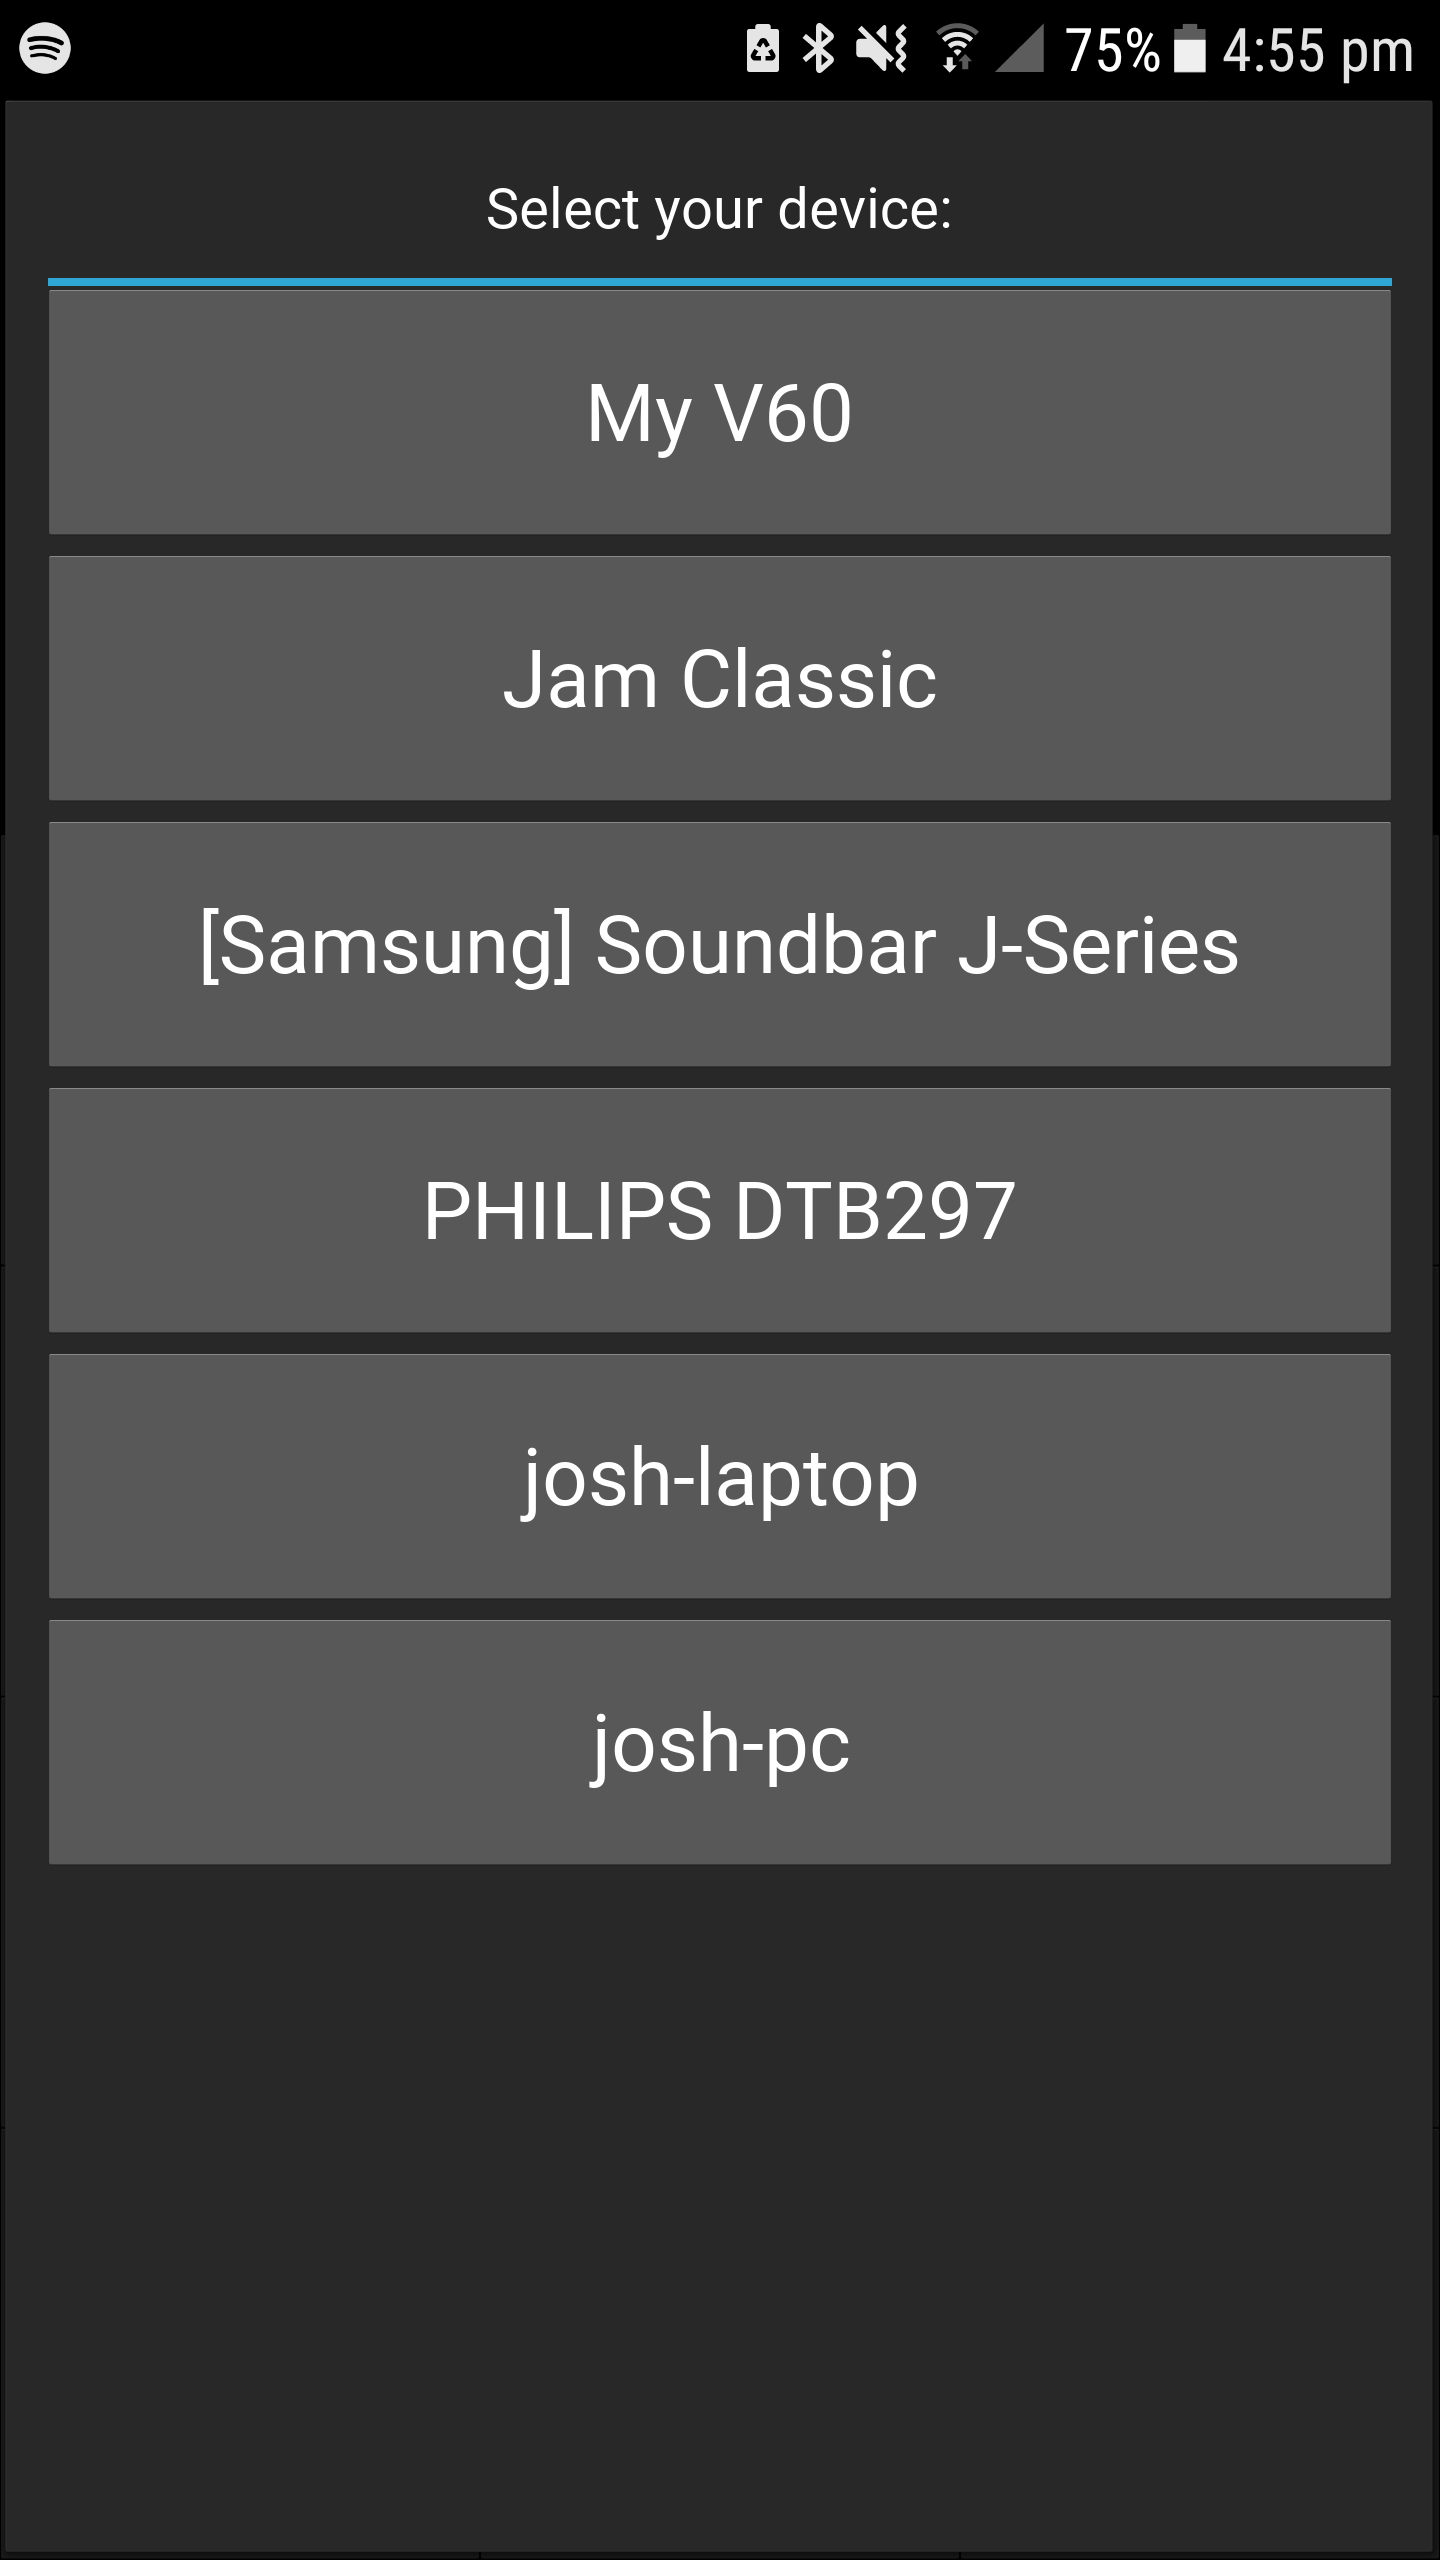 75% 4:55 pm
Select your device:
My V60
Jam Classic
[Samsung] Soundbar J-Series
PHILIPS DTB297
josh-laptop
josh-pc